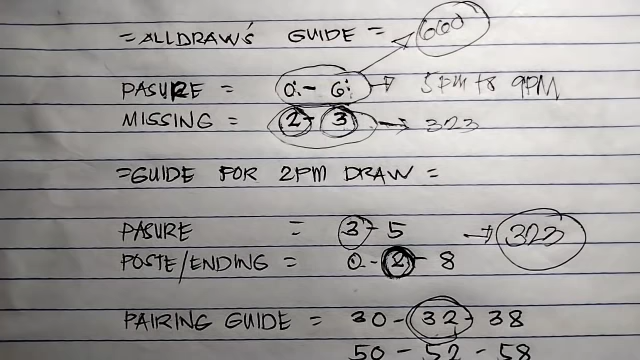 =ALLDRAW'S GUIDE = 600
PASURE = 0:- 6: → 5PM to 9PM
MISSING = 2 - 3 → 323
=GUIDE FOR 2PM DRAW =
PASURE = 3 - 5 → 323
POSTE/ENDING = 0 - 2 - 8
PAIRING GUIDE = 30 - 32 - 38
50 - 52 - 58